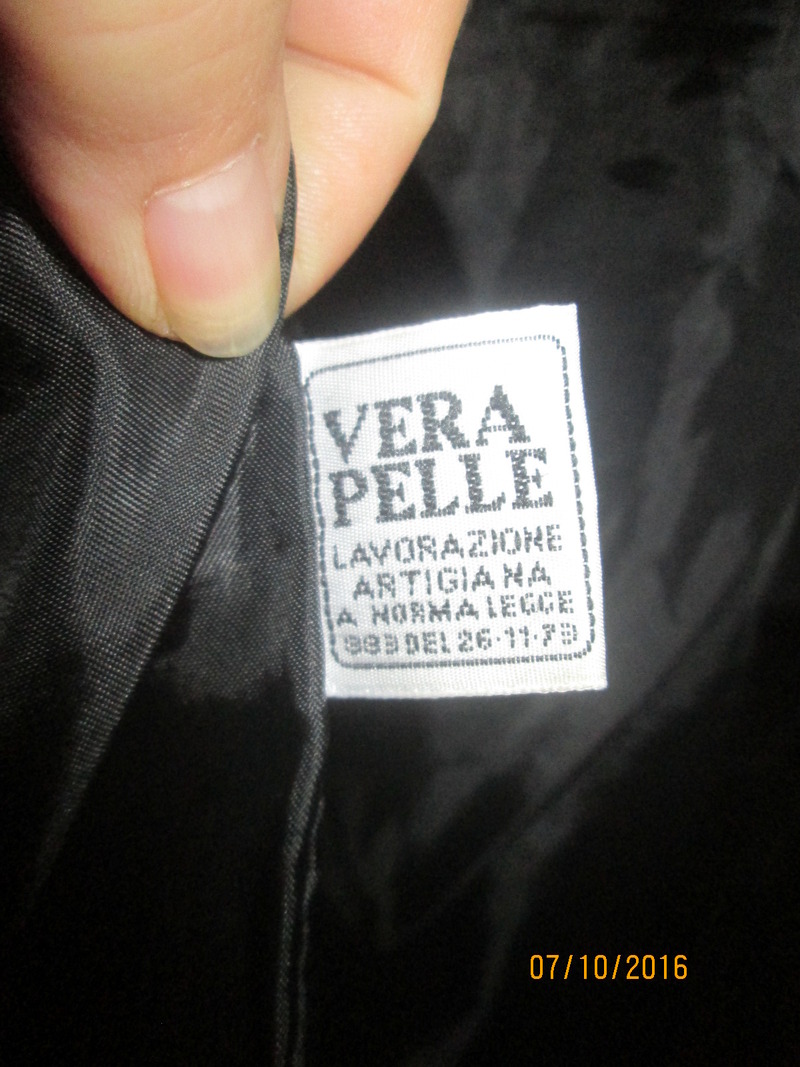 VERA
PELLE
LAVORAZIONE
ARTIGIANA
A NORMA LEGGE
883 DEL 26·11·73
07/10/2016